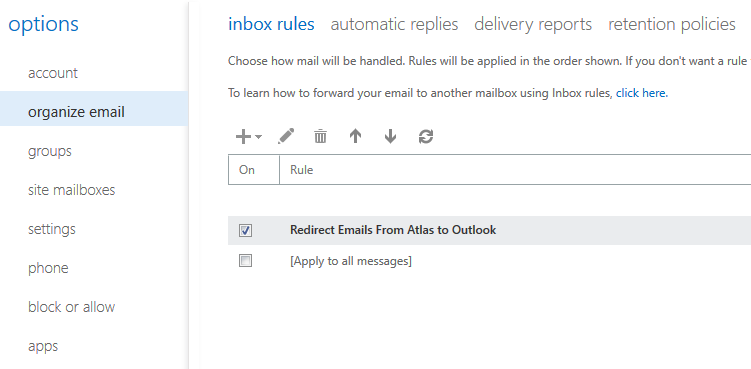 options
account
organize email
groups
site mailboxes
settings
phone
block or allow
apps
inbox rules automatic replies delivery reports retention policies
Choose how mail will be handled. Rules will be applied in the order shown. If you don't want a rule
To learn how to forward your email to another mailbox using Inbox rules, click here.
On Rule
Redirect Emails From Atlas to Outlook
[Apply to all messages]